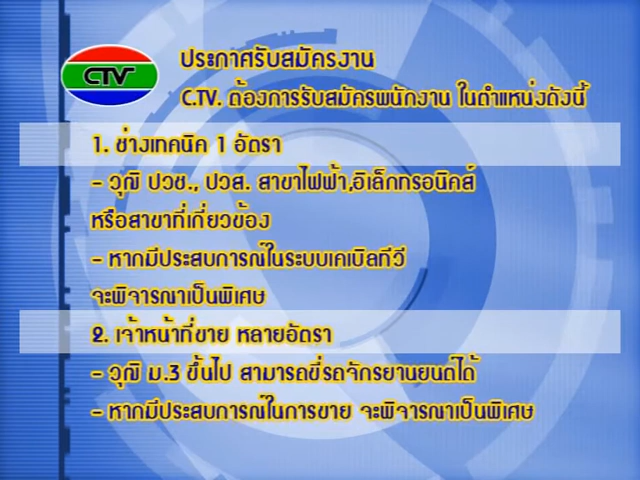 CTV
ประกาศรับสมัครงาน
C.TV. ต้องการรับสมัครพนักงาน ในตำแหน่งดังนี้
1. ช่างเทคนิค 1 อัตรา
- วุฒิ ปวช., ปวส. สาขาไฟฟ้า,อิเล็กทรอนิคส์
หรือสาขาที่เกี่ยวข้อง
- หากมีประสบการณ์ในระบบเคเบิลทีวี
จะพิจารณาเป็นพิเศษ
2. เจ้าหน้าที่ขาย หลายอัตรา
- วุฒิ ม.3 ขึ้นไป สามารถขี่รถจักรยานยนต์ได้
- หากมีประสบการณ์ในการขาย จะพิจารณาเป็นพิเศษ